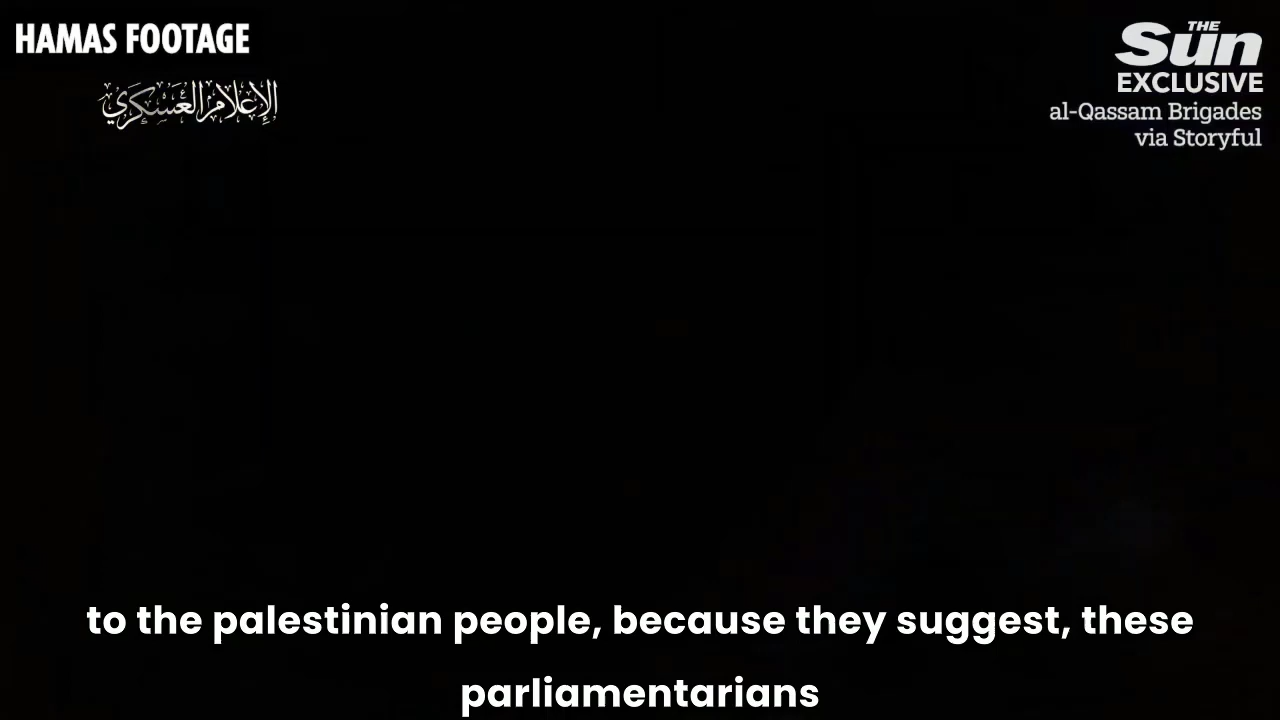 HAMAS FOOTAGE
الإعلام العسكري
THE
Sun
EXCLUSIVE
al-Qassam Brigades
via Storyful
to the palestinian people, because they suggest, these
parliamentarians